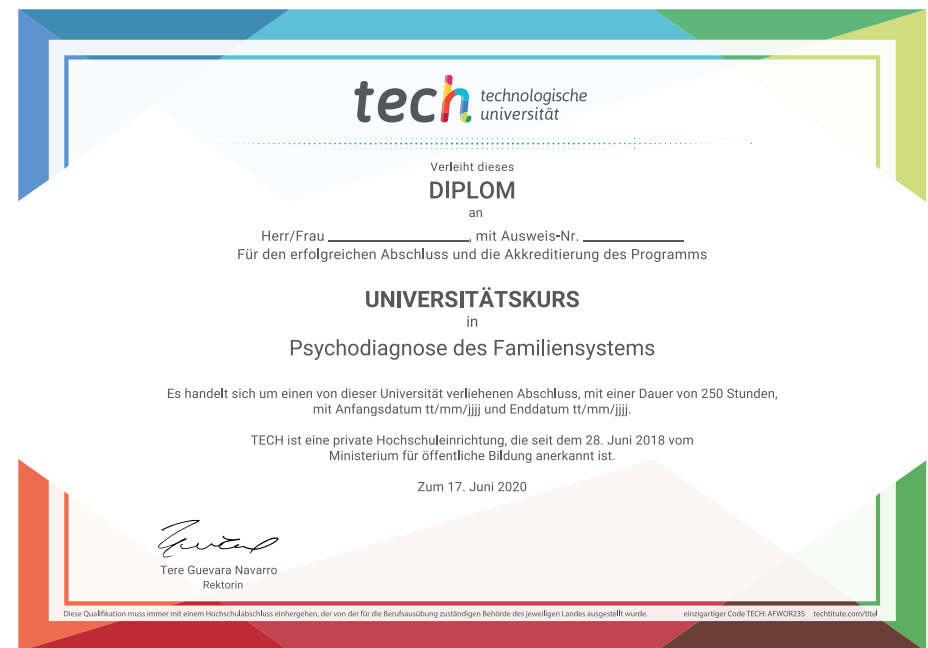 tech technologische
universität
Verleiht dieses
DIPLOM
an
Herr/Frau ________________, mit Ausweis-Nr. ____________
Für den erfolgreichen Abschluss und die Akkreditierung des Programms
UNIVERSITÄTSKURS
in
Psychodiagnose des Familiensystems
Es handelt sich um einen von dieser Universität verliehenen Abschluss, mit einer Dauer von 250 Stunden,
mit Anfangsdatum tt/mm/jjjj und Enddatum tt/mm/jjjj.
TECH ist eine private Hochschuleinrichtung, die seit dem 28. Juni 2018 vom
Ministerium für öffentliche Bildung anerkannt ist.
Zum 17. Juni 2020
Tere Guevara Navarro
Rektorin
Diese Qualifikation muss immer mit einem Hochschulabschluss einhergehen, der von der für die Berufsausübung zuständigen Behörde des jeweiligen Landes ausgestellt wurde. einzigartiger Code TECH: AFWOR23S techtitute.com/titel